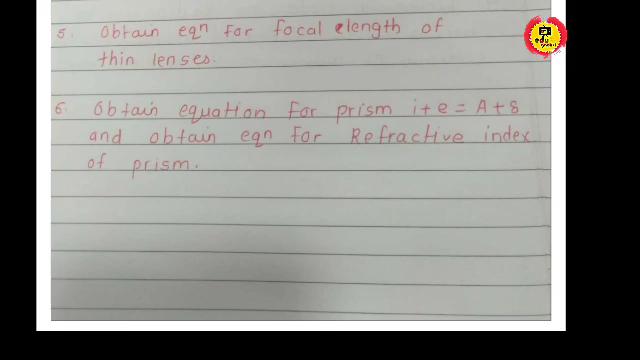 5. Obtain eqn for focal length of
thin lenses.
6. Obtain equation for prism i+e = A+δ
and obtain eqn for Refractive index
of prism.
edu